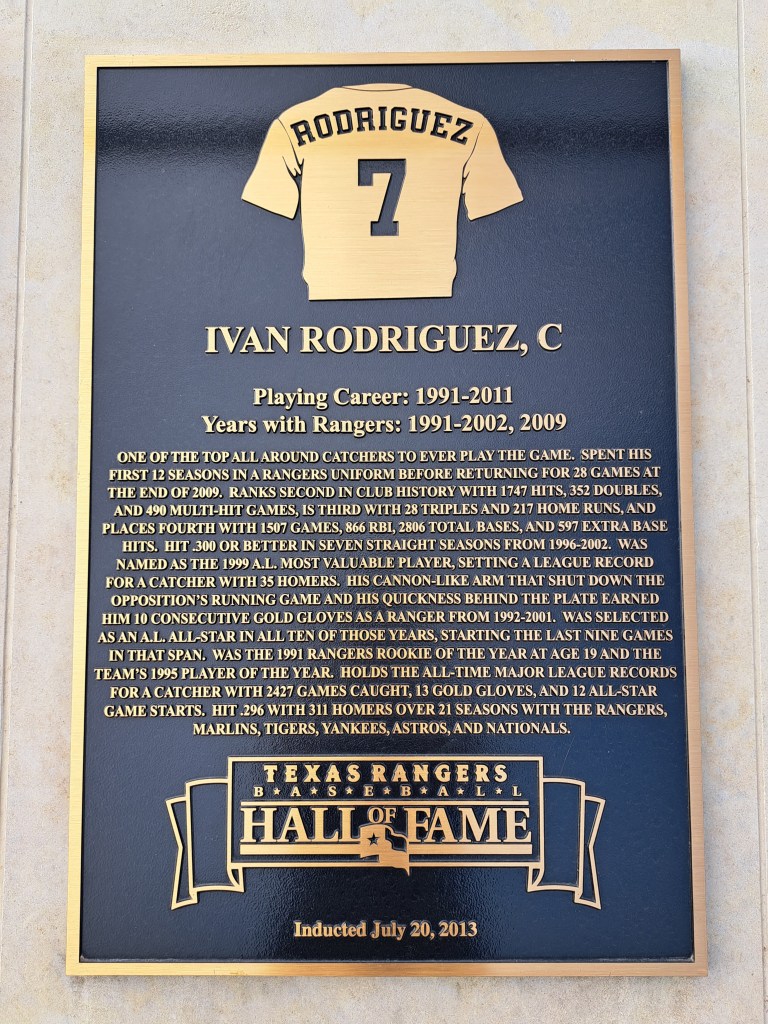 RODRIGUEZ
7
IVAN RODRIGUEZ, C
Playing Career: 1991-2011
Years with Rangers: 1991-2002, 2009
ONE OF THE TOP ALL AROUND CATCHERS TO EVER PLAY THE GAME. SPENT HIS
FIRST 12 SEASONS IN A RANGERS UNIFORM BEFORE RETURNING FOR 28 GAMES AT
THE END OF 2009. RANKS SECOND IN CLUB HISTORY WITH 1747 HITS, 352 DOUBLES,
AND 490 MULTI-HIT GAMES, IS THIRD WITH 28 TRIPLES AND 217 HOME RUNS, AND
PLACES FOURTH WITH 1507 GAMES, 866 RBI, 2806 TOTAL BASES, AND 597 EXTRA BASE
HITS. HIT .300 OR BETTER IN SEVEN STRAIGHT SEASONS FROM 1996-2002. WAS
NAMED AS THE 1999 A.L. MOST VALUABLE PLAYER, SETTING A LEAGUE RECORD
FOR A CATCHER WITH 35 HOMERS. HIS CANNON-LIKE ARM THAT SHUT DOWN THE
OPPOSITION'S RUNNING GAME AND HIS QUICKNESS BEHIND THE PLATE EARNED
HIM 10 CONSECUTIVE GOLD GLOVES AS A RANGER FROM 1992-2001. WAS SELECTED
AS AN A.L. ALL-STAR IN ALL TEN OF THOSE YEARS, STARTING THE LAST NINE GAMES
IN THAT SPAN. WAS THE 1991 RANGERS ROOKIE OF THE YEAR AT AGE 19 AND THE
TEAM'S 1995 PLAYER OF THE YEAR. HOLDS THE ALL-TIME MAJOR LEAGUE RECORDS
FOR A CATCHER WITH 2427 GAMES CAUGHT, 13 GOLD GLOVES, AND 12 ALL-STAR
GAME STARTS. HIT .296 WITH 311 HOMERS OVER 21 SEASONS WITH THE RANGERS,
MARLINS, TIGERS, YANKEES, ASTROS, AND NATIONALS.
TEXAS RANGERS
B★A★S★E★B★A★L★L
HALL OF FAME
Inducted July 20, 2013